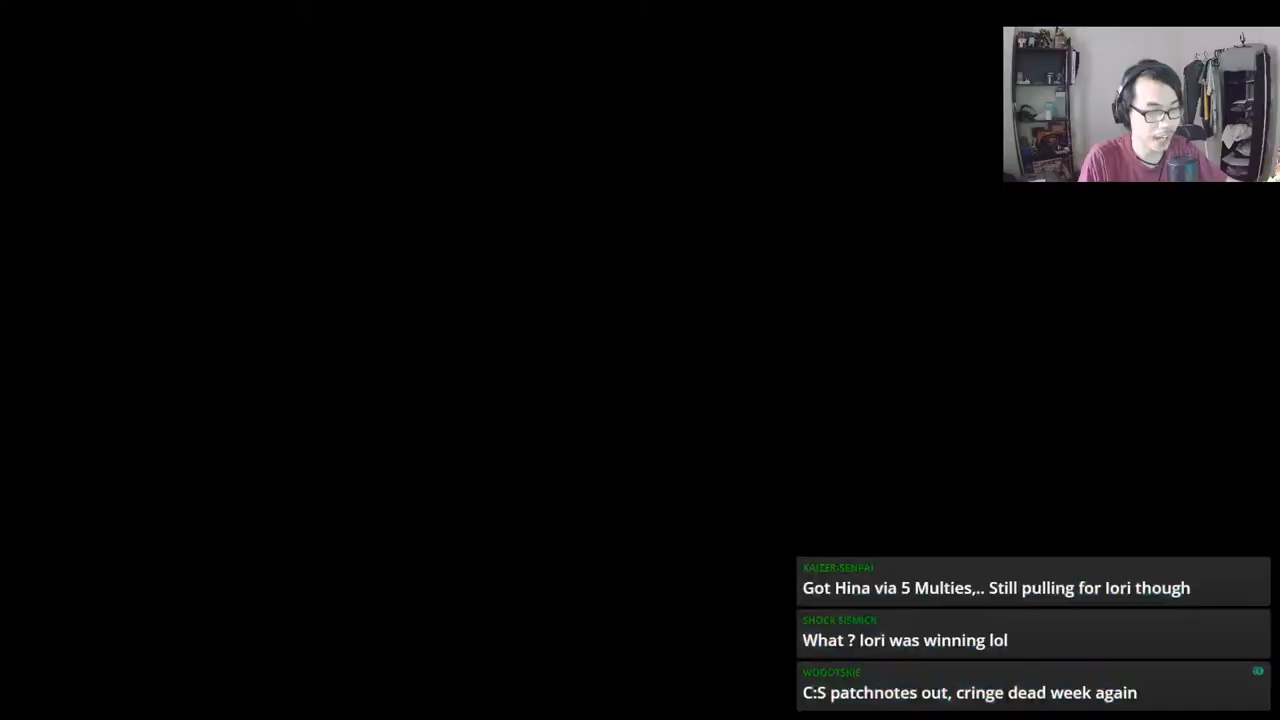 KAIZER-SENPAI
Got Hina via 5 Multies,.. Still pulling for Iori though
SHOCK SISMICK
What ? Iori was winning lol
WOODTSKIE
C:S patchnotes out, cringe dead week again